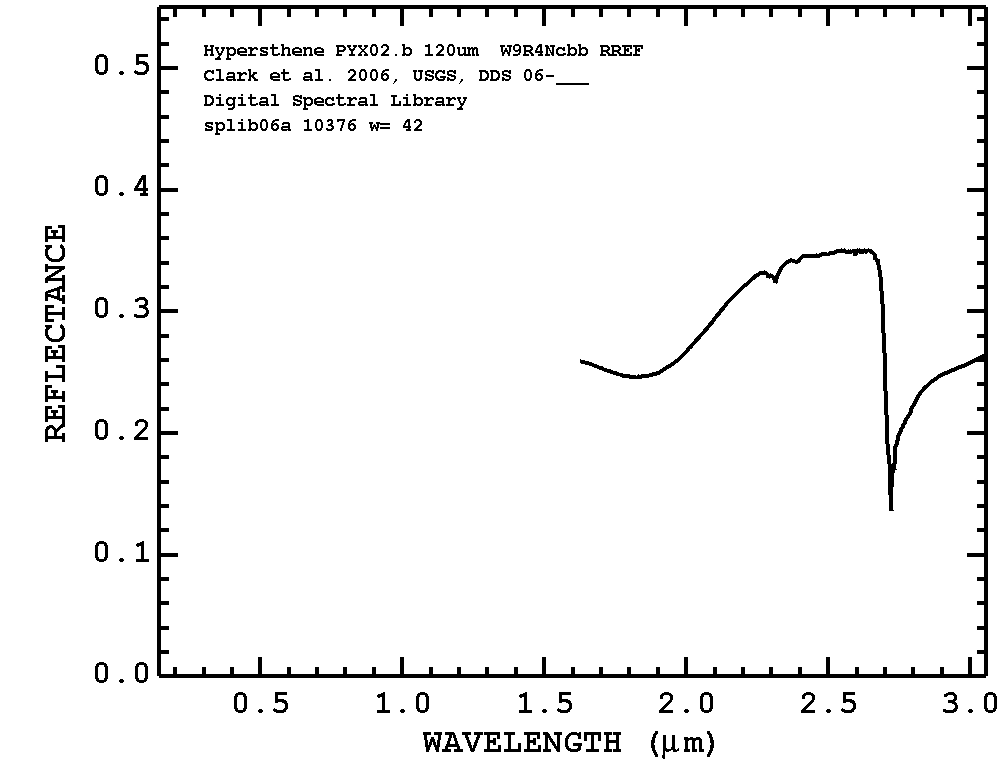 Hypersthene PYX02.b 120um W9R4Ncbb RREF
Clark et al. 2006, USGS, DDS 06-___
Digital Spectral Library
splib06a 10376 w= 42
0.5
0.4
0.3
0.2
0.1
0.0
REFLECTANCE
0.5 1.0 1.5 2.0 2.5 3.0
WAVELENGTH (μm)